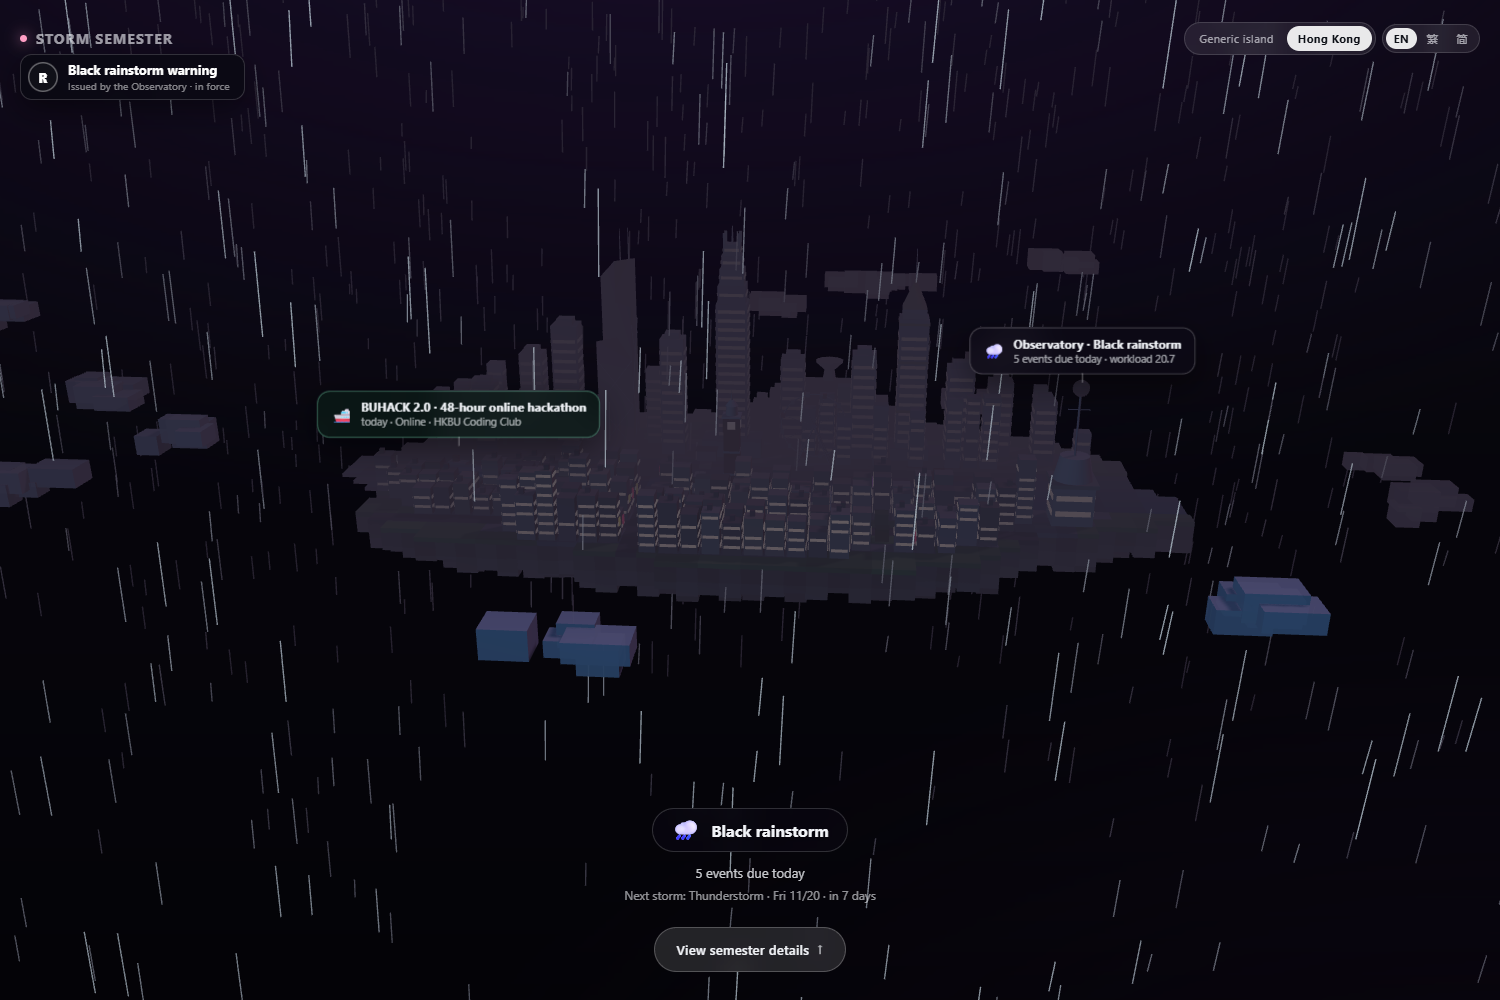 STORM SEMESTER
R
Black rainstorm warning
Issued by the Observatory · in force
Generic island
Hong Kong
EN
繁
简
Observatory · Black rainstorm
5 events due today · workload 20.7
BUHACK 2.0 · 48-hour online hackathon
today · Online · HKBU Coding Club
Black rainstorm
5 events due today
Next storm: Thunderstorm · Fri 11/20 · in 7 days
View semester details ↑